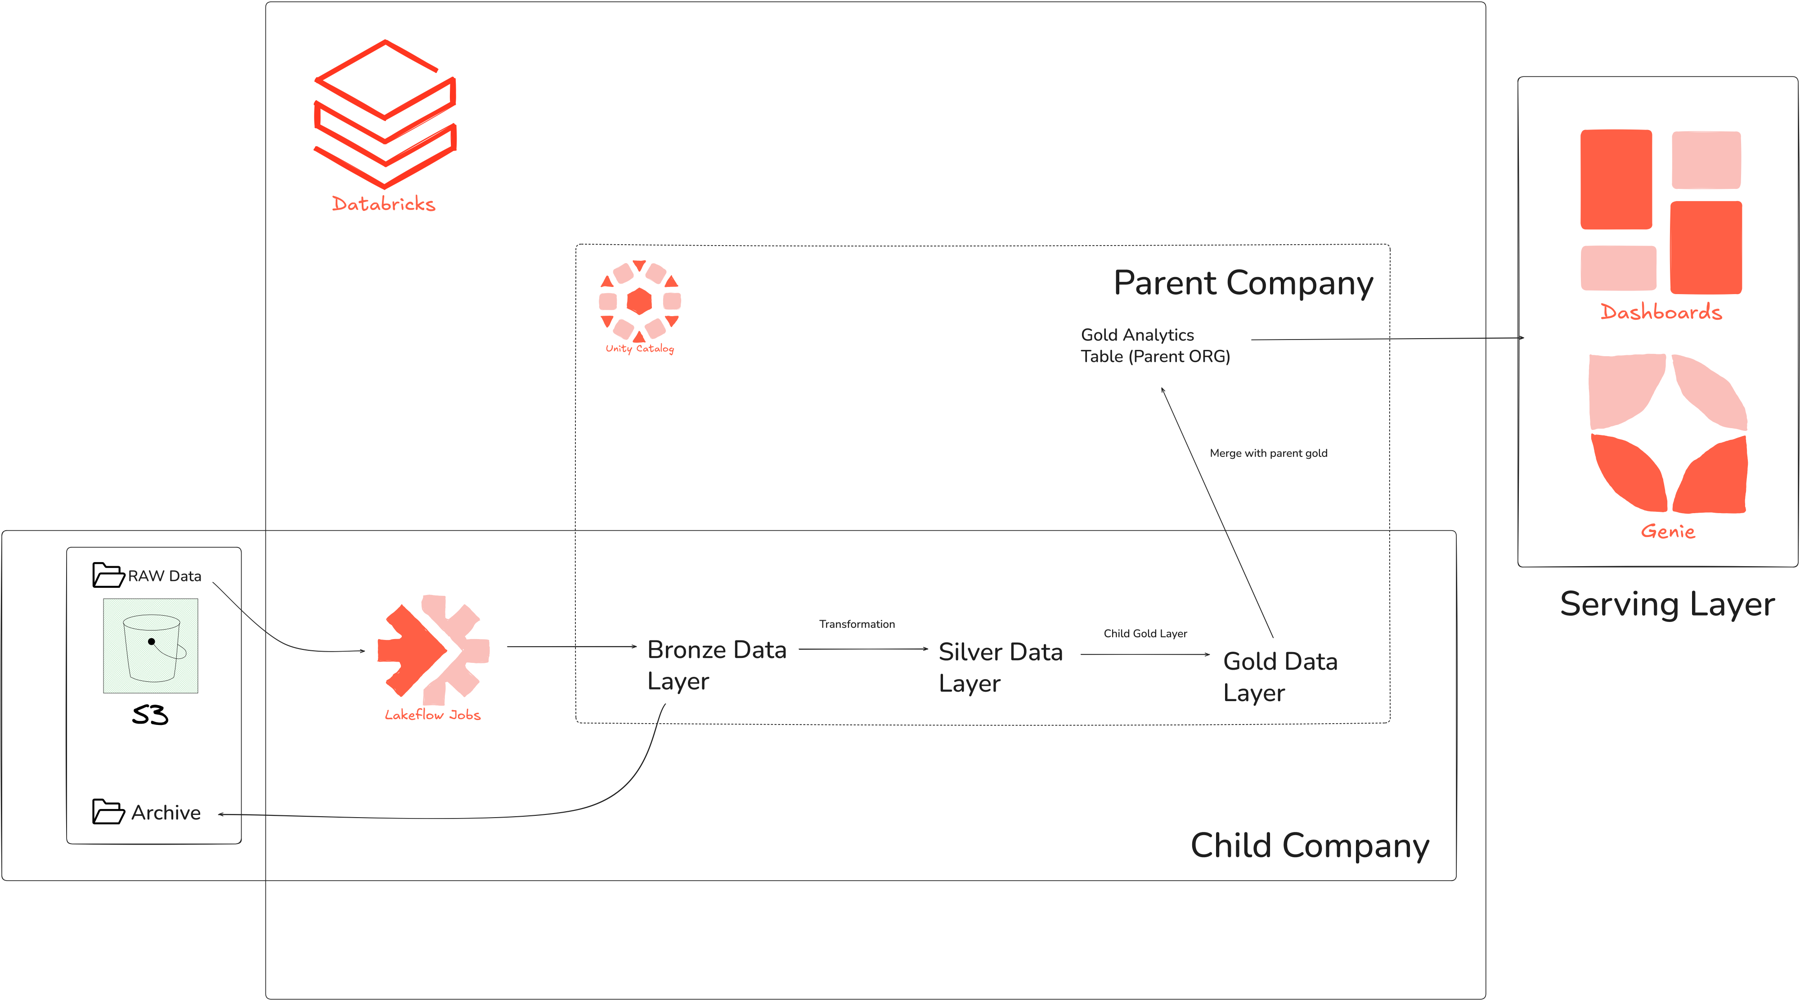 Databricks
Unity Catalog
Parent Company
Gold Analytics
Table (Parent ORG)
Merge with parent gold
Dashboards
Genie
Serving Layer
RAW Data
S3
Archive
Lakeflow Jobs
Bronze Data
Layer
Transformation
Silver Data
Layer
Child Gold Layer
Gold Data
Layer
Child Company